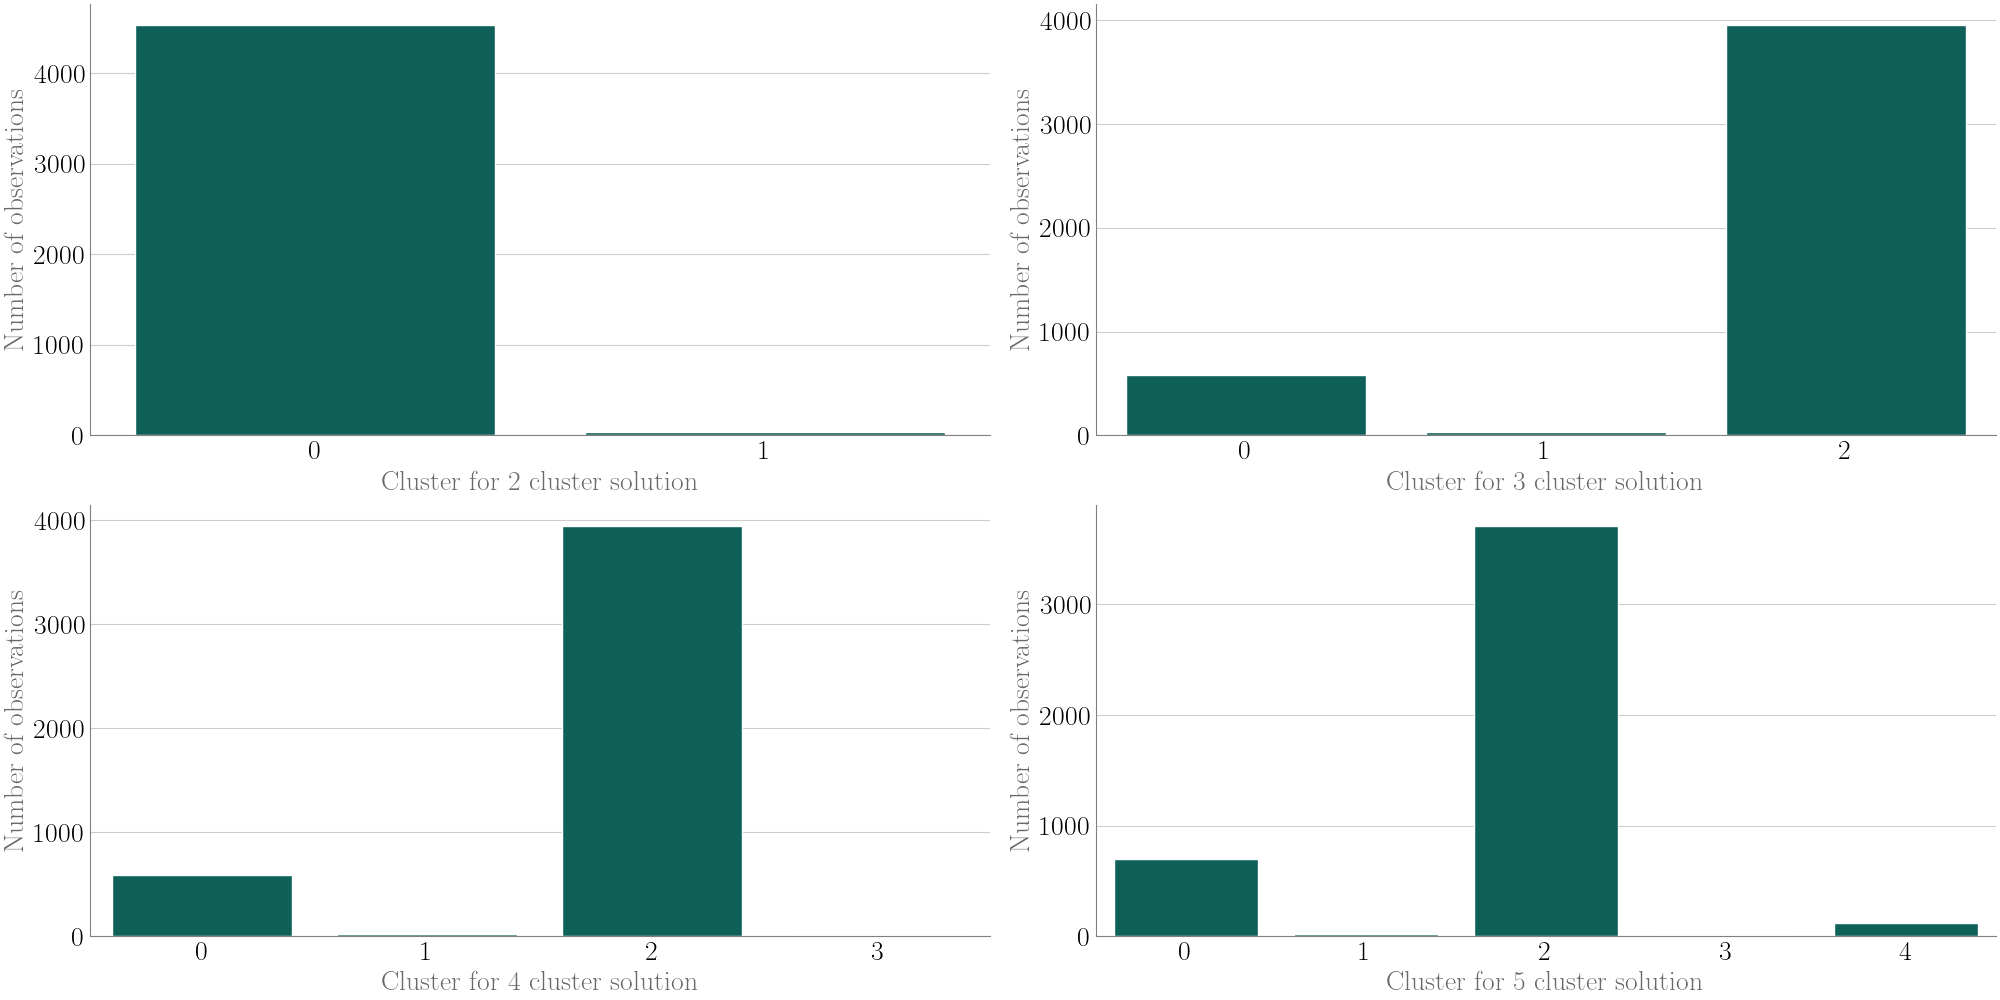 Number of observations
4000
3000
2000
1000
0
0 1
Cluster for 2 cluster solution
Number of observations
4000
3000
2000
1000
0
0 1 2
Cluster for 3 cluster solution
Number of observations
4000
3000
2000
1000
0
0 1 2 3
Cluster for 4 cluster solution
Number of observations
3000
2000
1000
0
0 1 2 3 4
Cluster for 5 cluster solution